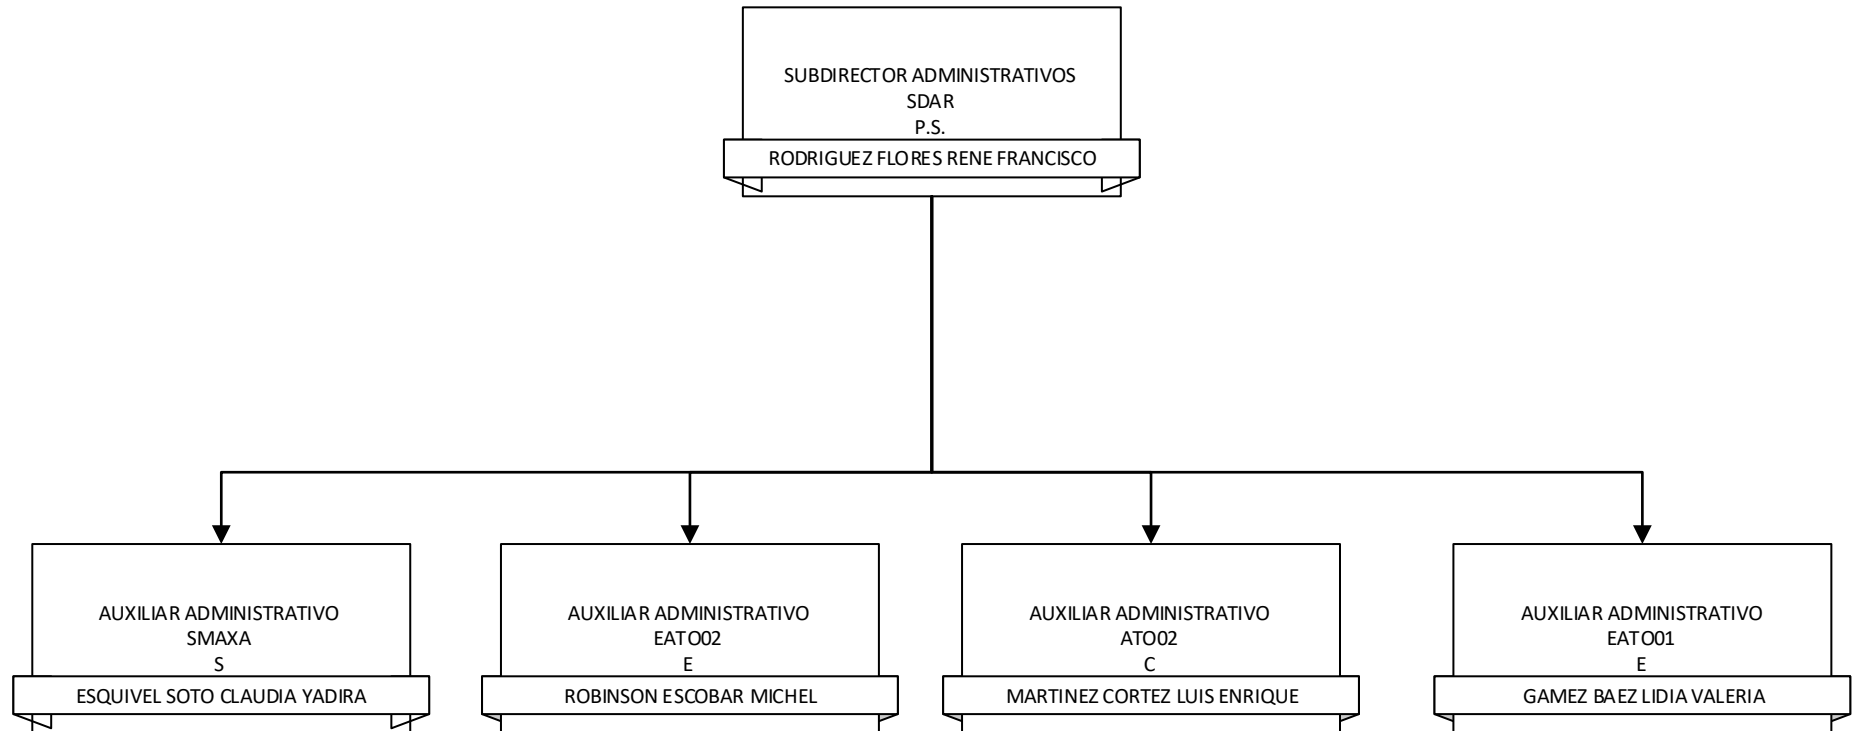 SUBDIRECTOR ADMINISTRATIVOS
SDAR
P.S.
RODRIGUEZ FLORES RENE FRANCISCO
AUXILIAR ADMINISTRATIVO
SMAXA
S
ESQUIVEL SOTO CLAUDIA YADIRA
AUXILIAR ADMINISTRATIVO
EATO02
E
ROBINSON ESCOBAR MICHEL
AUXILIAR ADMINISTRATIVO
ATO02
C
MARTINEZ CORTEZ LUIS ENRIQUE
AUXILIAR ADMINISTRATIVO
EATO01
E
GAMEZ BAEZ LIDIA VALERIA